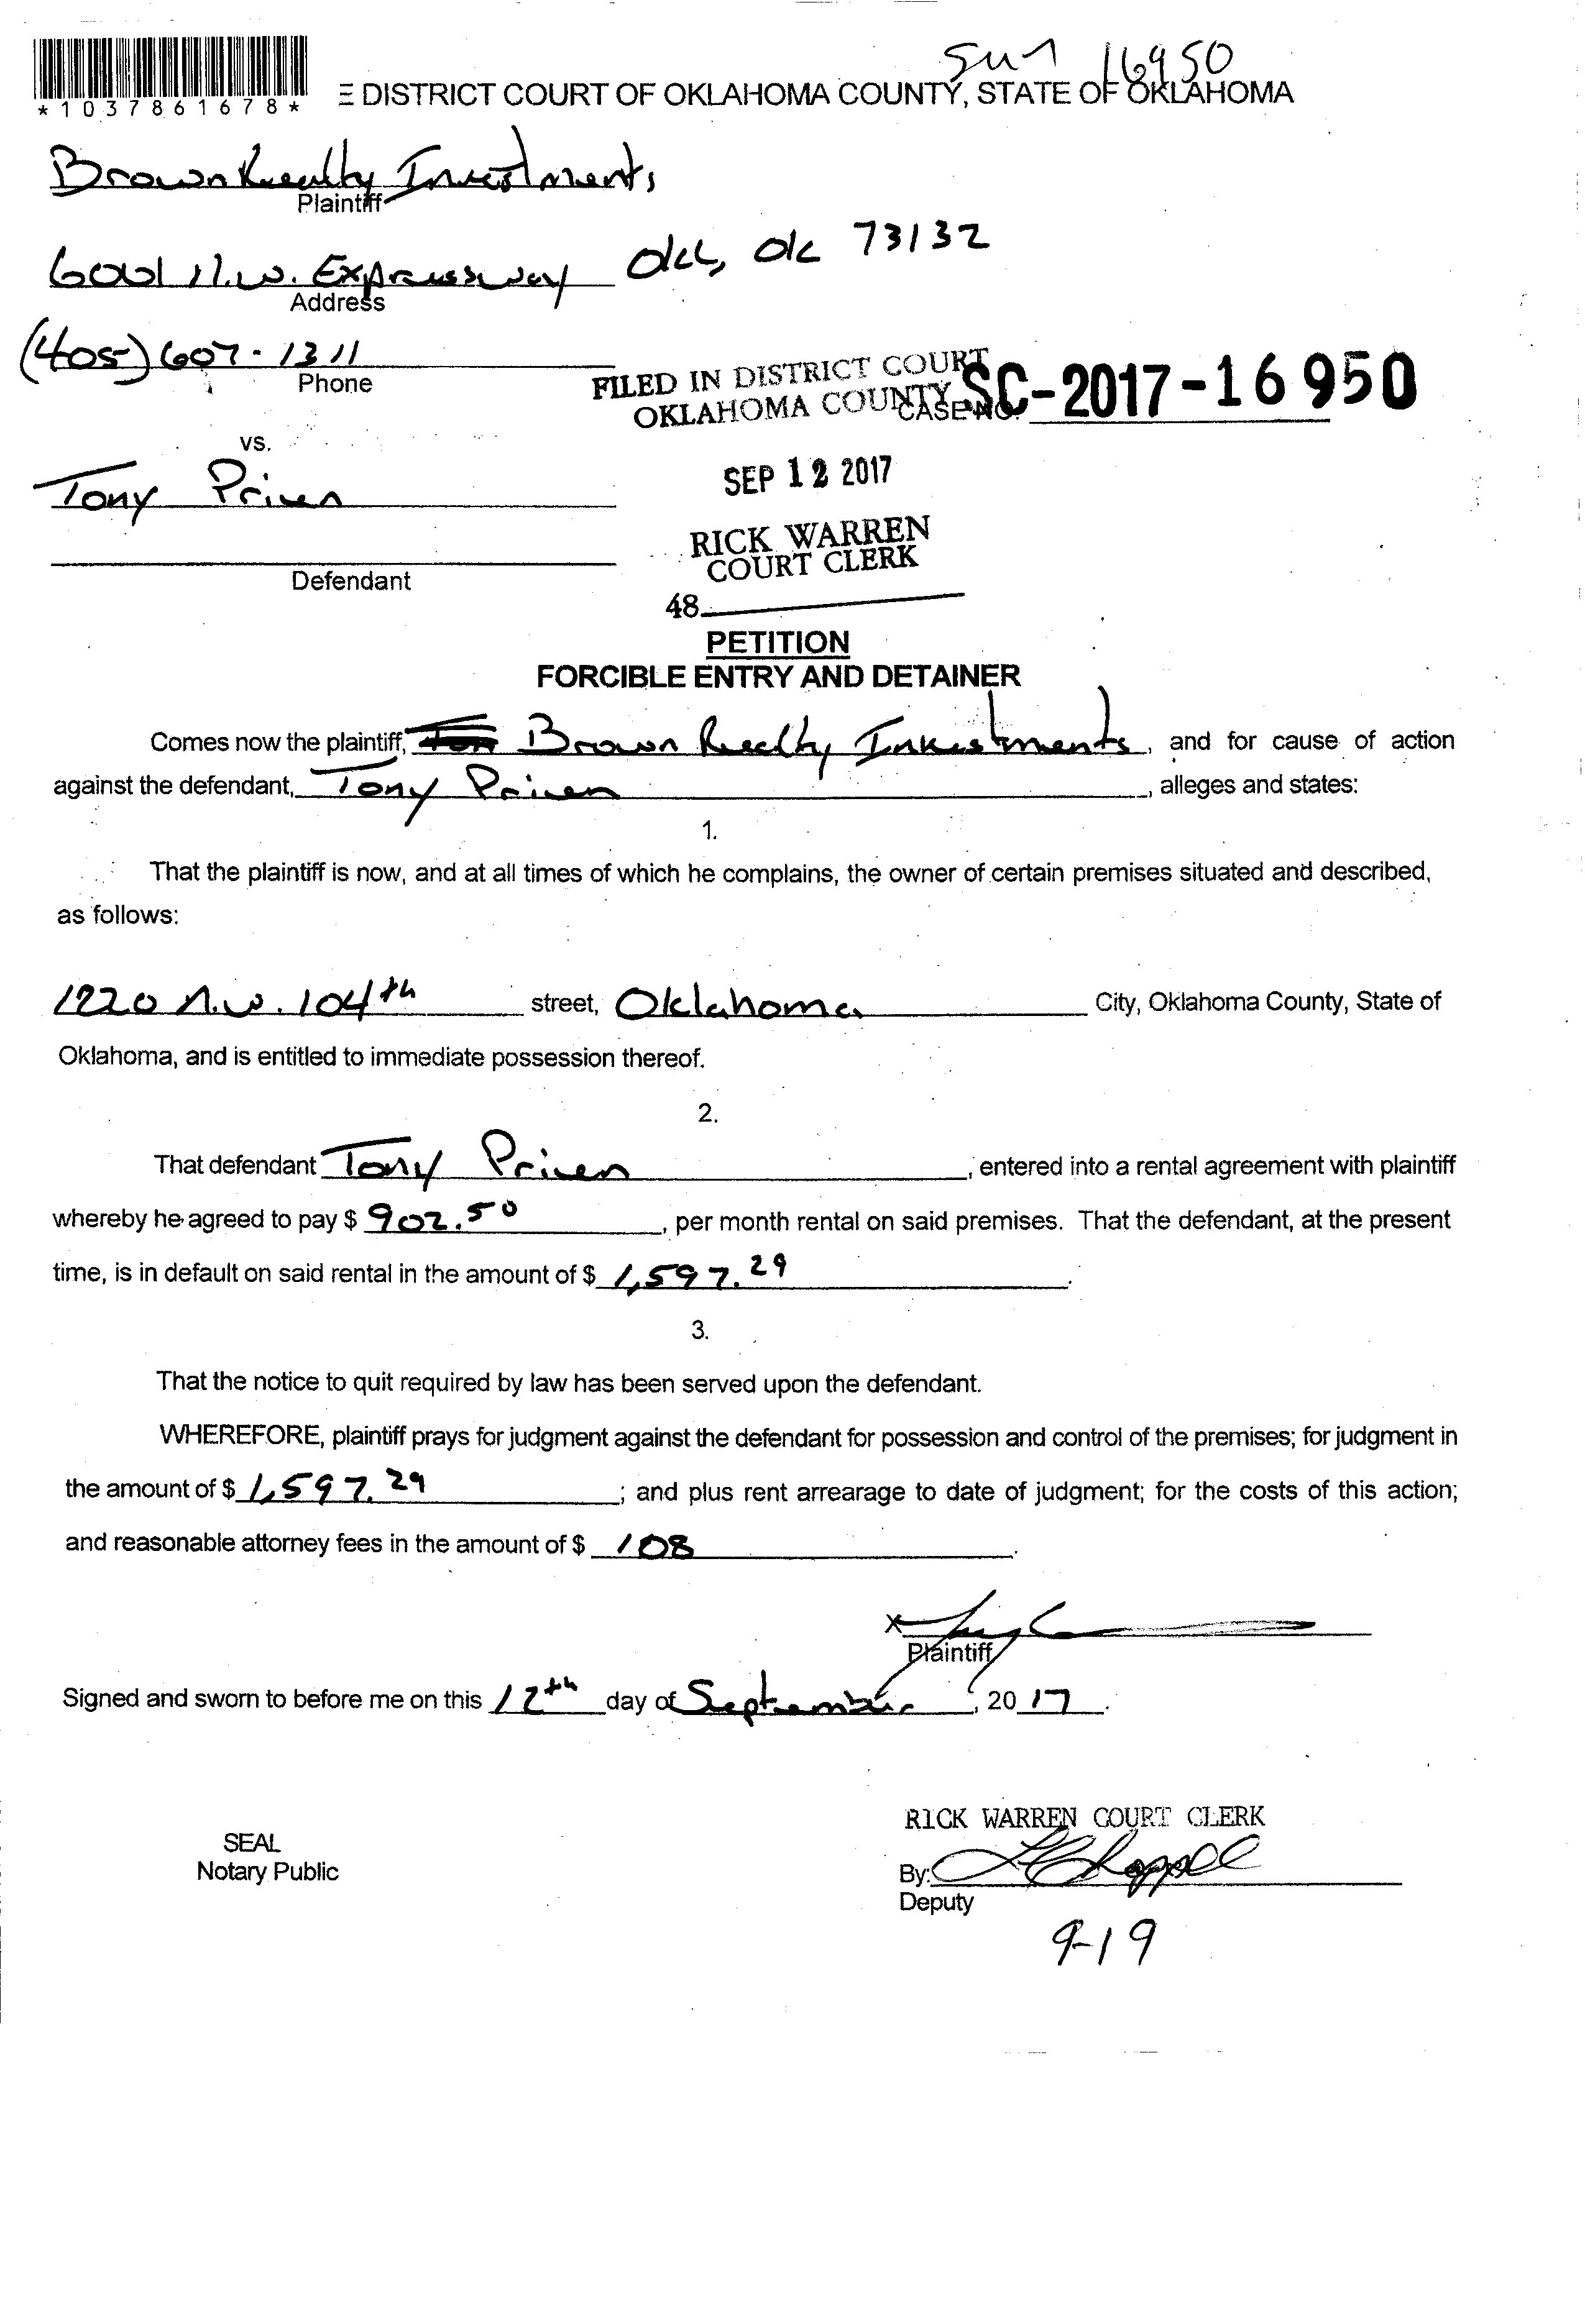 SM 16950
*1037861678* E DISTRICT COURT OF OKLAHOMA COUNTY, STATE OF OKLAHOMA
Brown Realty Investments
Plaintiff
6001 N.W. Expressway OKC, OK 73132
Address
(405) 607-1311
Phone
FILED IN DISTRICT COURT
OKLAHOMA COUNTY
CASE NO. SC-2017-16950
vs.
SEP 12 2017
Tony
RICK WARREN
COURT CLERK
Defendant
48
PETITION
FORCIBLE ENTRY AND DETAINER
Comes now the plaintiff, Brown Realty Investments, and for cause of action
against the defendant, Tony , alleges and states:
1.
That the plaintiff is now, and at all times of which he complains, the owner of certain premises situated and described,
as follows:
N.W. 104th street, Oklahoma City, Oklahoma County, State of
Oklahoma, and is entitled to immediate possession thereof.
2.
That defendant Tony , entered into a rental agreement with plaintiff
whereby he agreed to pay $ 902.50, per month rental on said premises. That the defendant, at the present
time, is in default on said rental in the amount of $ 1,597.29.
3.
That the notice to quit required by law has been served upon the defendant.
WHEREFORE, plaintiff prays for judgment against the defendant for possession and control of the premises; for judgment in
the amount of $ 1,597.29; and plus rent arrearage to date of judgment; for the costs of this action;
and reasonable attorney fees in the amount of $ 108.
X
Plaintiff
Signed and sworn to before me on this 12th day of September, 2017.
RICK WARREN COURT CLERK
SEAL
Notary Public
By:
Deputy
9-19